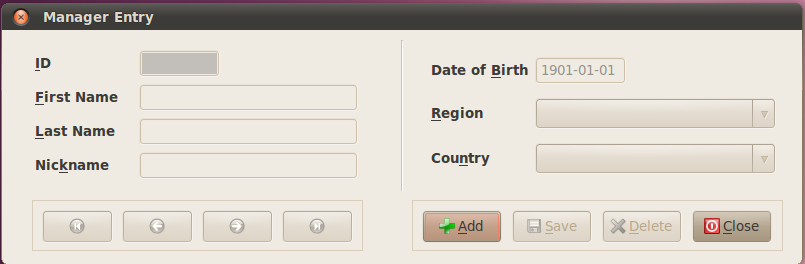 Manager Entry
ID
First Name
Last Name
Nickname
Date of Birth 1901-01-01
Region
Country
Add Save Delete Close